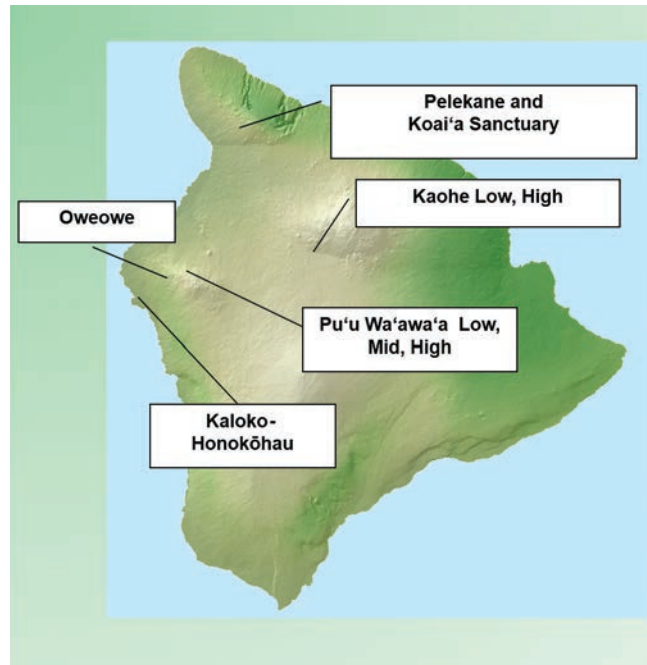 Pelekane and
Koai‘a Sanctuary
Kaohe Low, High
Oweowe
Pu‘u Wa‘awa‘a Low,
Mid, High
Kaloko-
Honokōhau